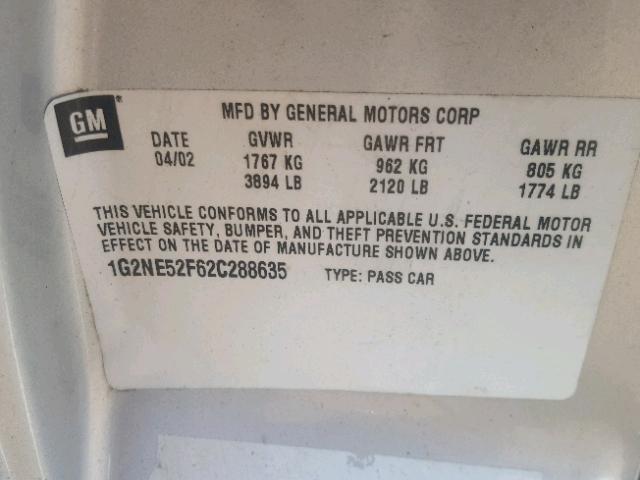 GM
MFD BY GENERAL MOTORS CORP
DATE GVWR GAWR FRT GAWR RR
04/02 1767 KG 962 KG 805 KG
3894 LB 2120 LB 1774 LB
THIS VEHICLE CONFORMS TO ALL APPLICABLE U.S. FEDERAL MOTOR
VEHICLE SAFETY, BUMPER, AND THEFT PREVENTION STANDARDS IN
EFFECT ON THE DATE OF MANUFACTURE SHOWN ABOVE.
1G2NE52F62C288635 TYPE: PASS CAR